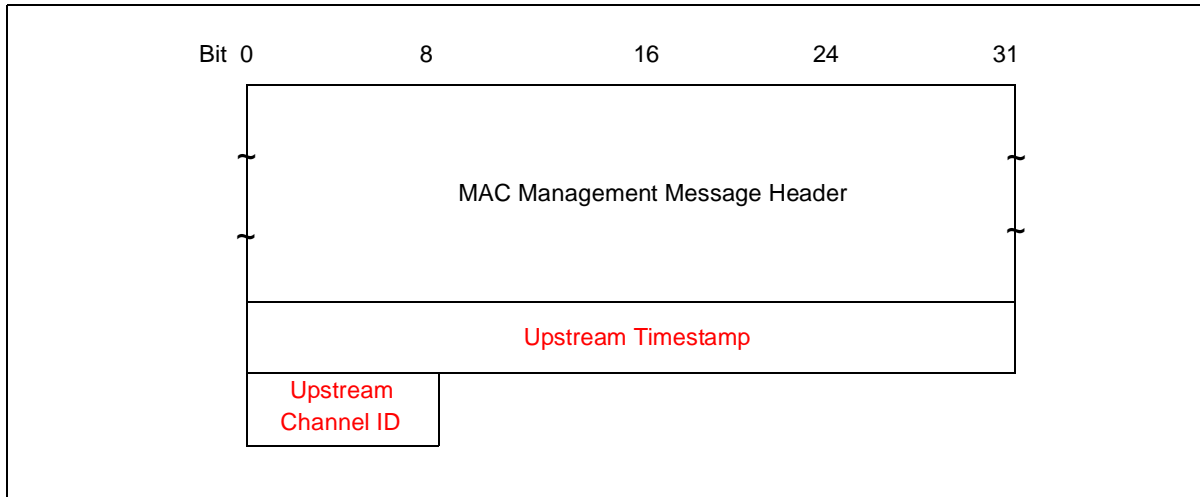 Bit 0 8 16 24 31
~ ~
MAC Management Message Header
~ ~
Upstream Timestamp
Upstream
Channel ID